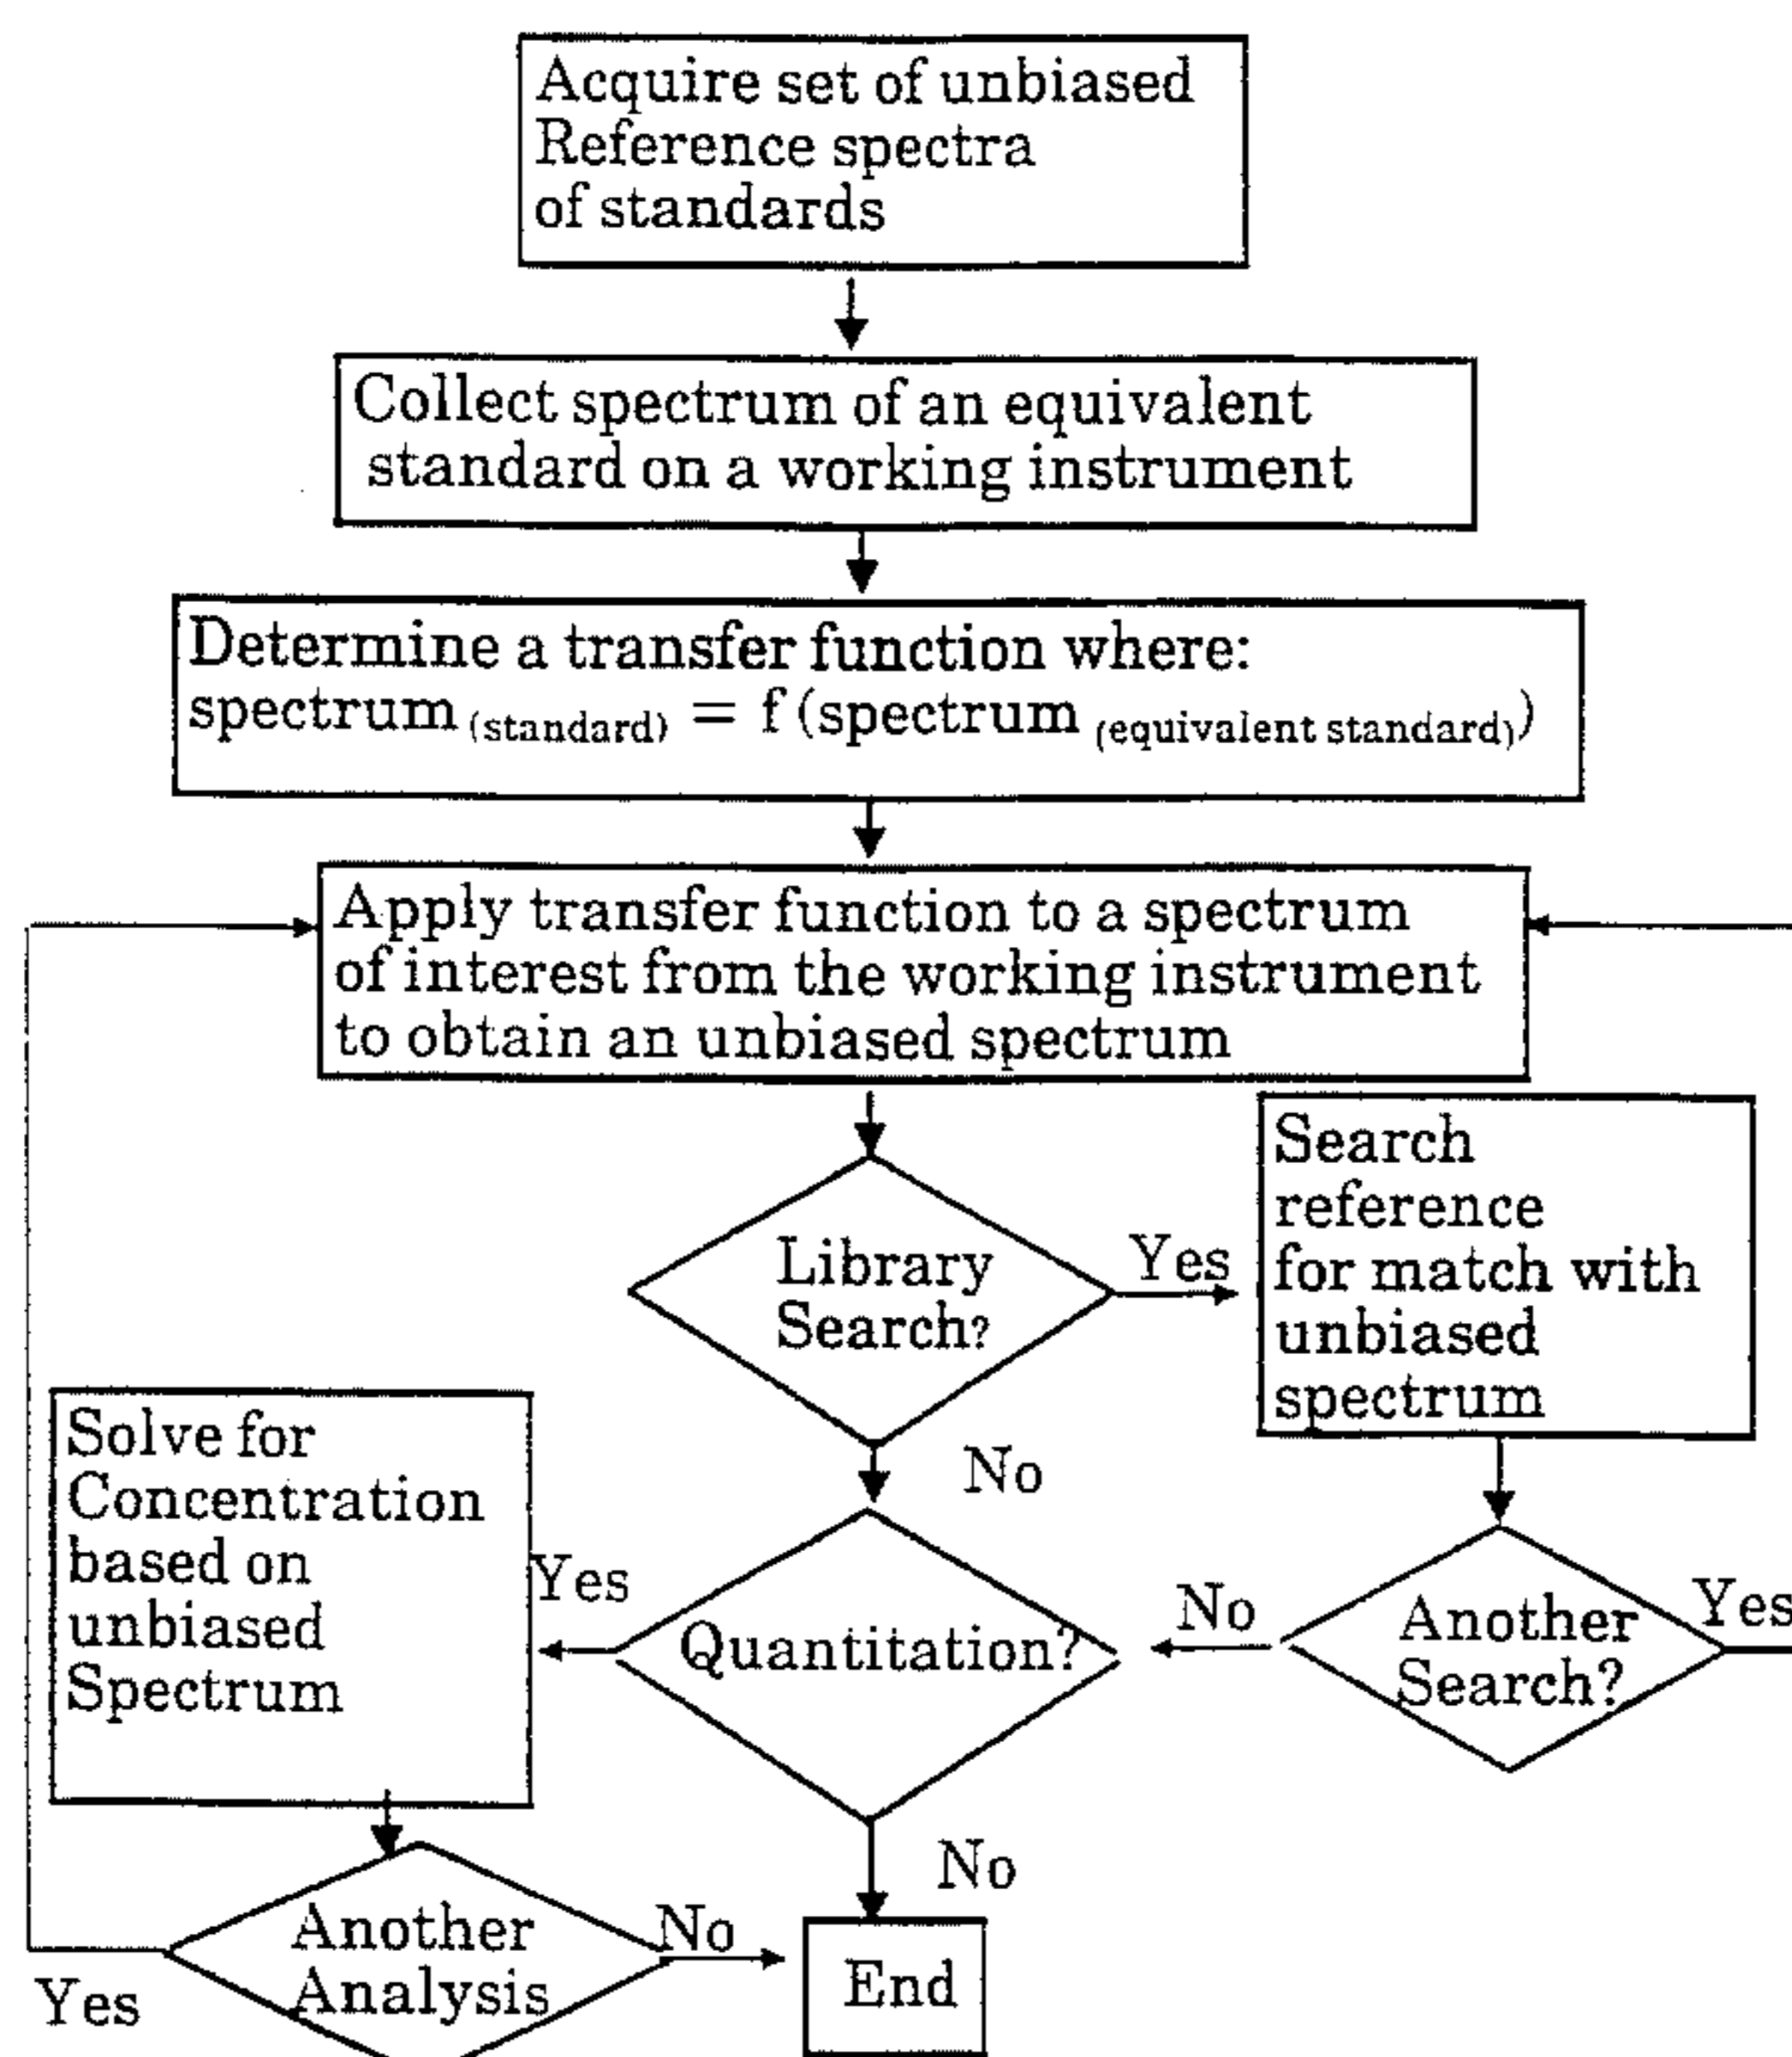 Acquire set of unbiased
Reference spectra
of standards
Collect spectrum of an equivalent
standard on a working instrument
Determine a transfer function where:
spectrum (standard) = f (spectrum (equivalent standard))
Apply transfer function to a spectrum
of interest from the working instrument
to obtain an unbiased spectrum
Library
Search?
Yes
Search
reference
for match with
unbiased
spectrum
No
Solve for
Concentration
based on
unbiased
Spectrum
Yes
Quantitation?
No
Another
Search?
Yes
No
Another
Analysis
No
Yes
End